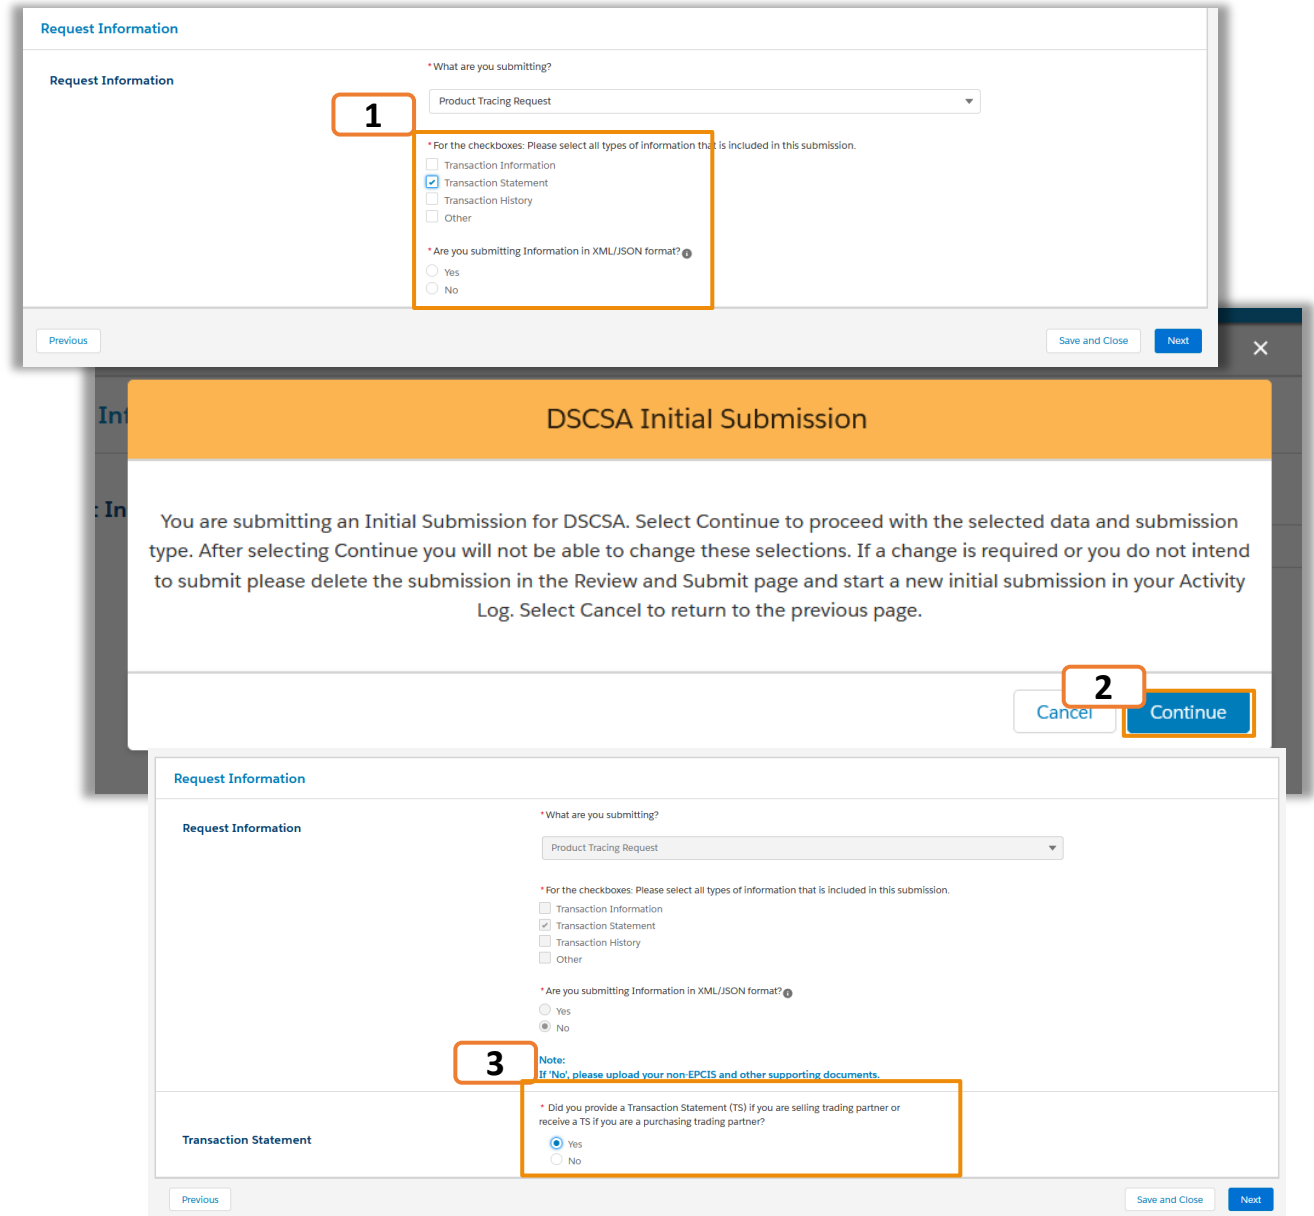 Request Information
Request Information
*What are you submitting?
Product Tracing Request
1
*For the checkboxes: Please select all types of information that is included in this submission.
Transaction Information
Transaction Statement
Transaction History
Other
*Are you submitting Information in XML/JSON format?
Yes
No
Previous
Save and Close
Next
DSCSA Initial Submission
You are submitting an Initial Submission for DSCSA. Select Continue to proceed with the selected data and submission
type. After selecting Continue you will not be able to change these selections. If a change is required or you do not intend
to submit please delete the submission in the Review and Submit page and start a new initial submission in your Activity
Log. Select Cancel to return to the previous page.
2
Cancel
Continue
Request Information
Request Information
*What are you submitting?
Product Tracing Request
*For the checkboxes: Please select all types of information that is included in this submission.
Transaction Information
Transaction Statement
Transaction History
Other
*Are you submitting Information in XML/JSON format?
Yes
No
3
Note:
If 'No', please upload your non-EPCIS and other supporting documents.
Transaction Statement
* Did you provide a Transaction Statement (TS) if you are selling trading partner or
receive a TS if you are a purchasing trading partner?
Yes
No
Previous
Save and Close
Next